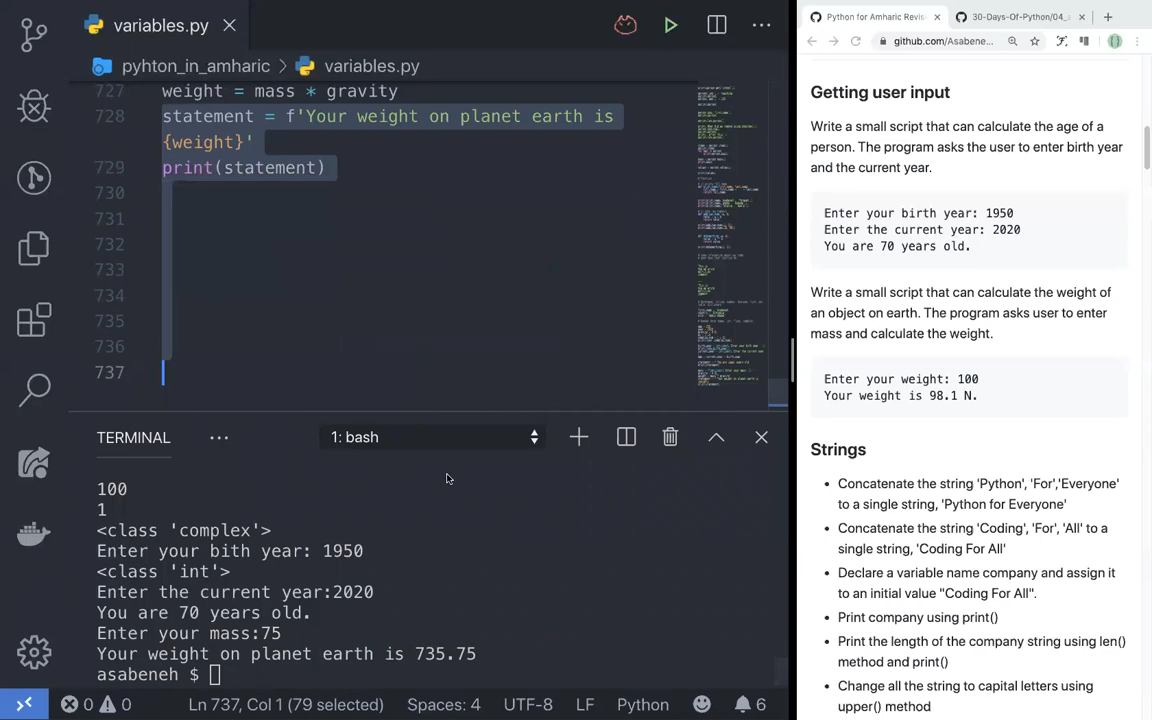 variables.py
pyhton_in_amharic > variables.py
727 weight = mass * gravity
728 statement = f'Your weight on planet earth is
{weight}'
729 print(statement)
730
731
732
733
734
735
736
737
TERMINAL
1: bash
100
1
<class 'complex'>
Enter your bith year: 1950
<class 'int'>
Enter the current year:2020
You are 70 years old.
Enter your mass:75
Your weight on planet earth is 735.75
asabeneh $
0 0 Ln 737, Col 1 (79 selected) Spaces: 4 UTF-8 LF Python 6
Python for Amharic Revis
30-Days-Of-Python/04_
github.com/Asabene...
Getting user input
Write a small script that can calculate the age of a
person. The program asks the user to enter birth year
and the current year.
Enter your birth year: 1950
Enter the current year: 2020
You are 70 years old.
Write a small script that can calculate the weight of
an object on earth. The program asks user to enter
mass and calculate the weight.
Enter your weight: 100
Your weight is 98.1 N.
Strings
• Concatenate the string 'Python', 'For','Everyone'
to a single string, 'Python for Everyone'
• Concatenate the string 'Coding', 'For', 'All' to a
single string, 'Coding For All'
• Declare a variable name company and assign it
to an initial value "Coding For All".
• Print company using print()
• Print the length of the company string using len()
method and print()
• Change all the string to capital letters using
upper() method